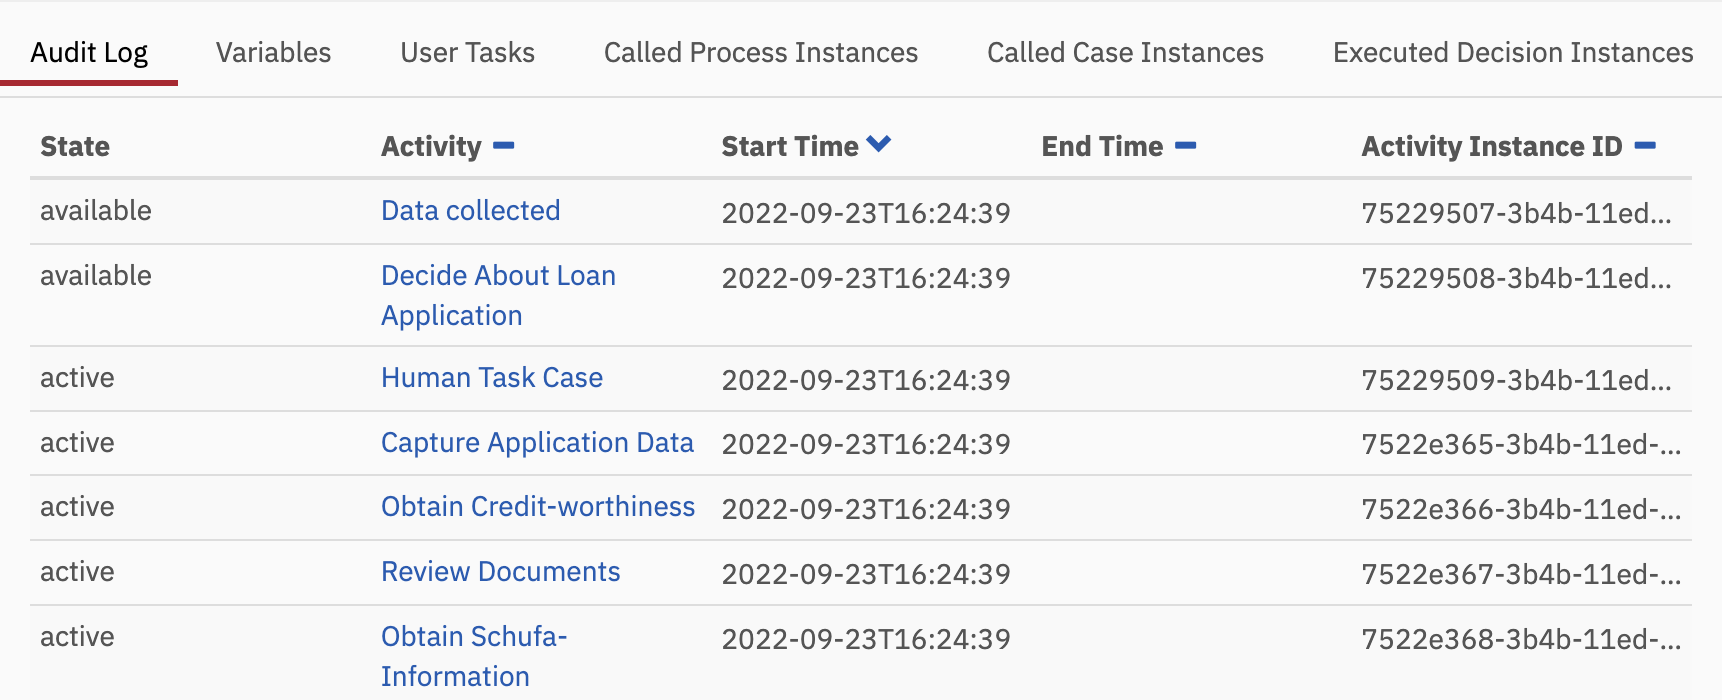 Audit Log Variables User Tasks Called Process Instances Called Case Instances Executed Decision Instances
State Activity Start Time End Time Activity Instance ID
available Data collected 2022-09-23T16:24:39 75229507-3b4b-11ed...
available Decide About Loan 2022-09-23T16:24:39 75229508-3b4b-11ed...
Application
active Human Task Case 2022-09-23T16:24:39 75229509-3b4b-11ed...
active Capture Application Data 2022-09-23T16:24:39 7522e365-3b4b-11ed-...
active Obtain Credit-worthiness 2022-09-23T16:24:39 7522e366-3b4b-11ed-...
active Review Documents 2022-09-23T16:24:39 7522e367-3b4b-11ed-...
active Obtain Schufa- 2022-09-23T16:24:39 7522e368-3b4b-11ed-...
Information